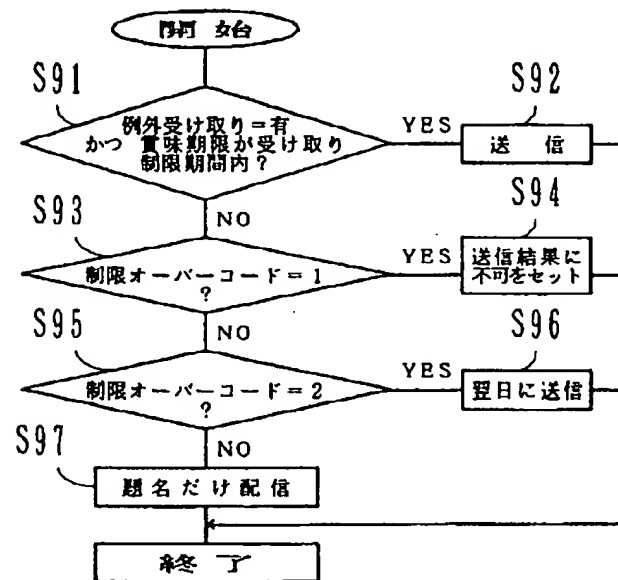 開始
S91
例外受け取り=有
かつ 賞味期限が受け取り
制限期間内?
YES
S92
送信
NO
S93
制限オーバーコード=1
?
YES
S94
送信結果に
不可をセット
NO
S95
制限オーバーコード=2
?
YES
S96
翌日に送信
NO
S97
題名だけ配信
終了